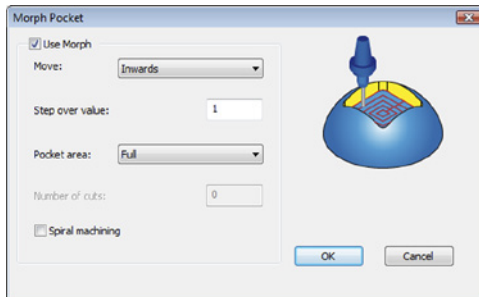 Morph Pocket
Use Morph
Move: Inwards
Step over value: 1
Pocket area: Full
Number of cuts: 0
Spiral machining
OK Cancel